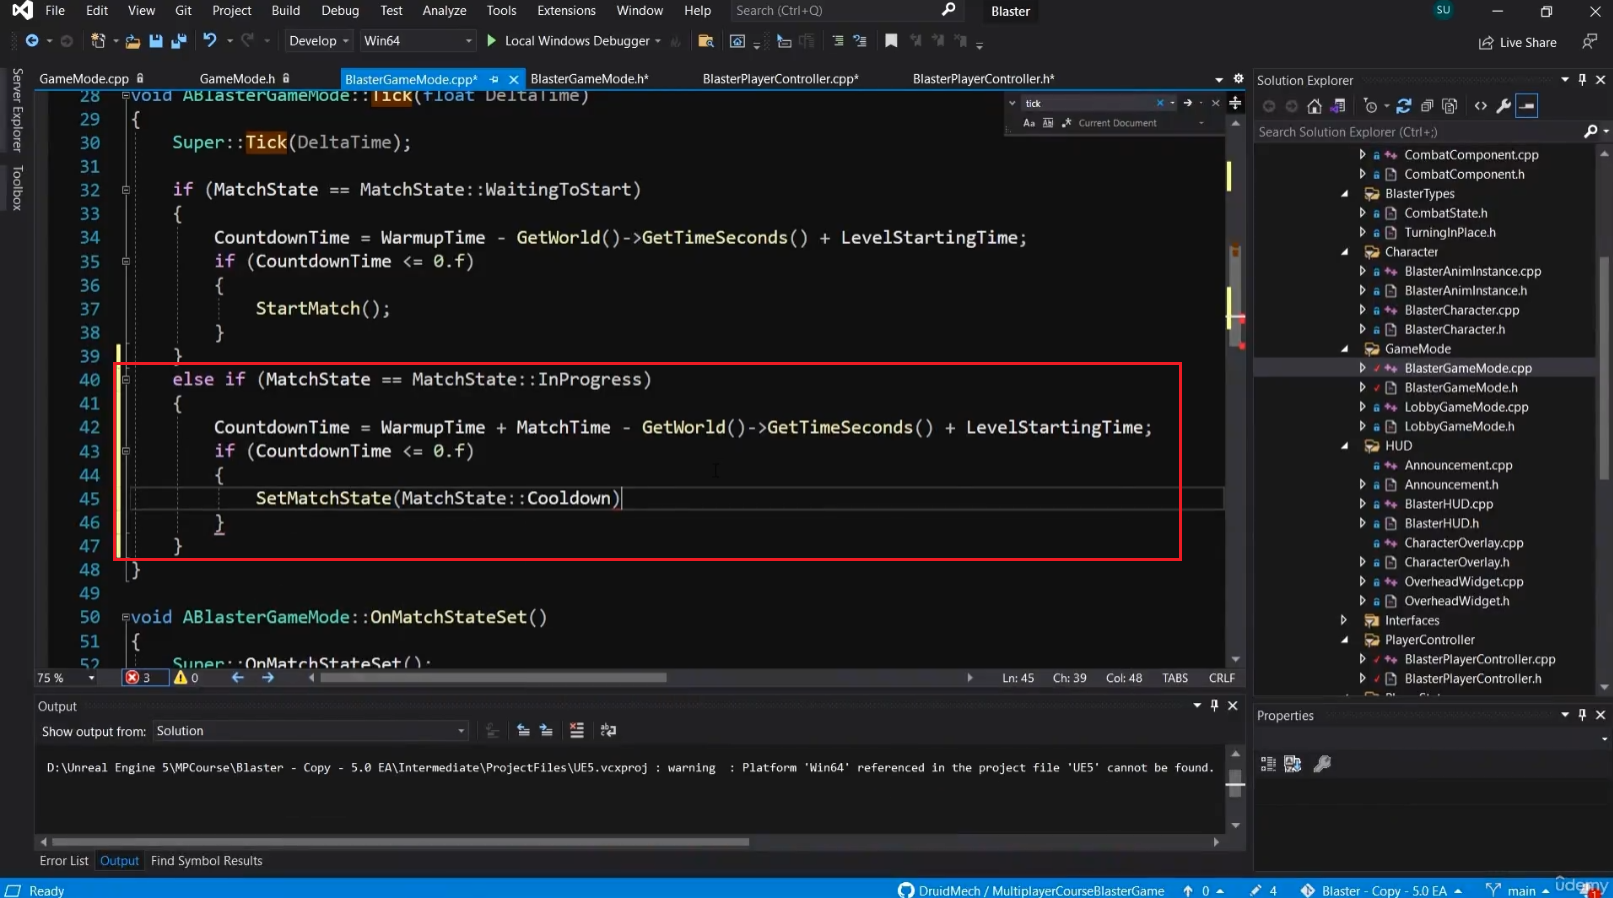 File Edit View Git Project Build Debug Test Analyze Tools Extensions Window Help Search (Ctrl+Q) Blaster SU
Develop Win64 Local Windows Debugger Live Share
Server Explorer
Toolbox
GameMode.cpp GameMode.h BlasterGameMode.cpp* BlasterGameMode.h* BlasterPlayerController.cpp* BlasterPlayerController.h*
tick
Aa Current Document
28 void ABlasterGameMode::Tick(float DeltaTime)
29 {
30 Super::Tick(DeltaTime);
31
32 if (MatchState == MatchState::WaitingToStart)
33 {
34 CountdownTime = WarmupTime - GetWorld()->GetTimeSeconds() + LevelStartingTime;
35 if (CountdownTime <= 0.f)
36 {
37 StartMatch();
38 }
39 }
40 else if (MatchState == MatchState::InProgress)
41 {
42 CountdownTime = WarmupTime + MatchTime - GetWorld()->GetTimeSeconds() + LevelStartingTime;
43 if (CountdownTime <= 0.f)
44 {
45 SetMatchState(MatchState::Cooldown)
46 }
47 }
48 }
49
50 void ABlasterGameMode::OnMatchStateSet()
51 {
52 Super::OnMatchStateSet();
75 % 3 0 Ln: 45 Ch: 39 Col: 48 TABS CRLF
Output
Show output from: Solution
D:\Unreal Engine 5\MPCourse\Blaster - Copy - 5.0 EA\Intermediate\ProjectFiles\UE5.vcxproj : warning : Platform 'Win64' referenced in the project file 'UE5' cannot be found.
Error List Output Find Symbol Results
Solution Explorer
Search Solution Explorer (Ctrl+;)
CombatComponent.cpp
CombatComponent.h
BlasterTypes
CombatState.h
TurningInPlace.h
Character
BlasterAnimInstance.cpp
BlasterAnimInstance.h
BlasterCharacter.cpp
BlasterCharacter.h
GameMode
BlasterGameMode.cpp
BlasterGameMode.h
LobbyGameMode.cpp
LobbyGameMode.h
HUD
Announcement.cpp
Announcement.h
BlasterHUD.cpp
BlasterHUD.h
CharacterOverlay.cpp
CharacterOverlay.h
OverheadWidget.cpp
OverheadWidget.h
Interfaces
PlayerController
BlasterPlayerController.cpp
BlasterPlayerController.h
Properties
Ready DruidMech / MultiplayerCourseBlasterGame 0 4 Blaster - Copy - 5.0 EA main 1
udemy